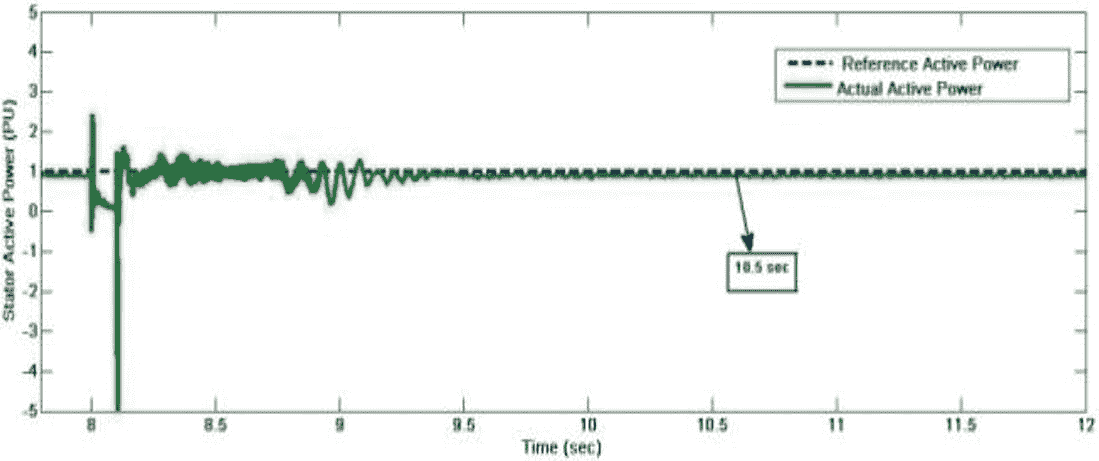 5
4
3
2
1
0
-1
-2
-3
-4
-5
Stator Active Power (PU)
Reference Active Power
Actual Active Power
10.5 sec
8 8.5 9 9.5 10 10.5 11 11.5 12
Time (sec)